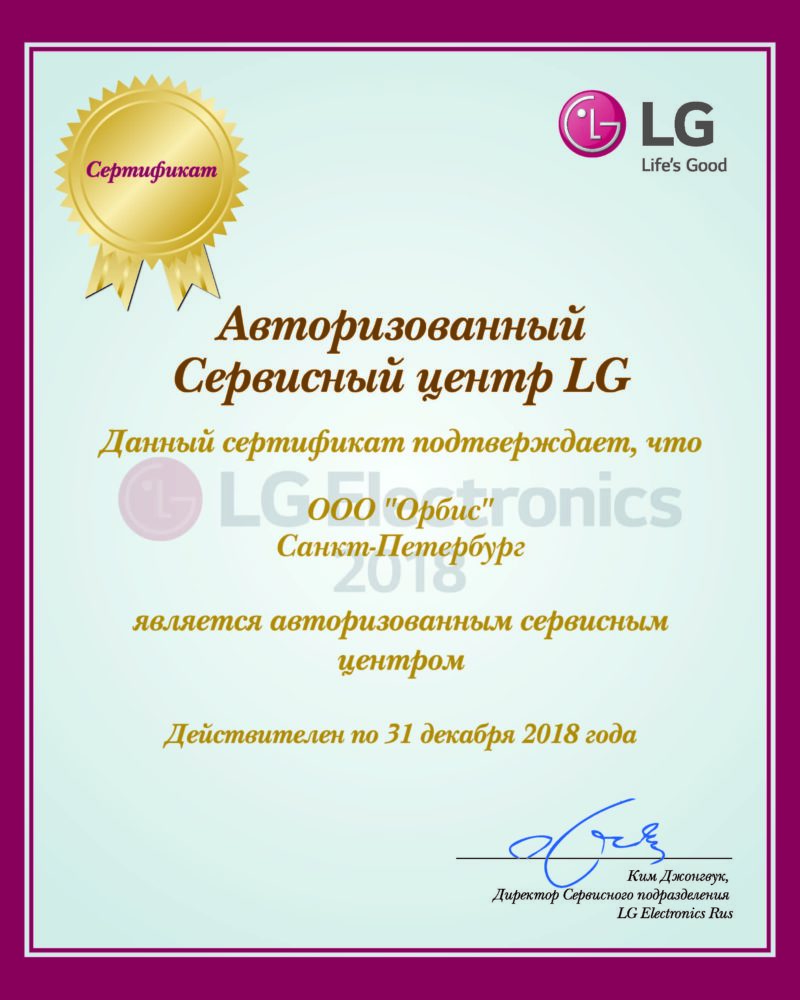 Сертификат
LG
Life's Good
Авторизованный
Сервисный центр LG
Данный сертификат подтверждает, что
LG Electronics
ООО "Орбис"
Санкт-Петербург
2018
является авторизованным сервисным
центром
Действителен по 31 декабря 2018 года
Ким Джонгвук,
Директор Сервисного подразделения
LG Electronics Rus